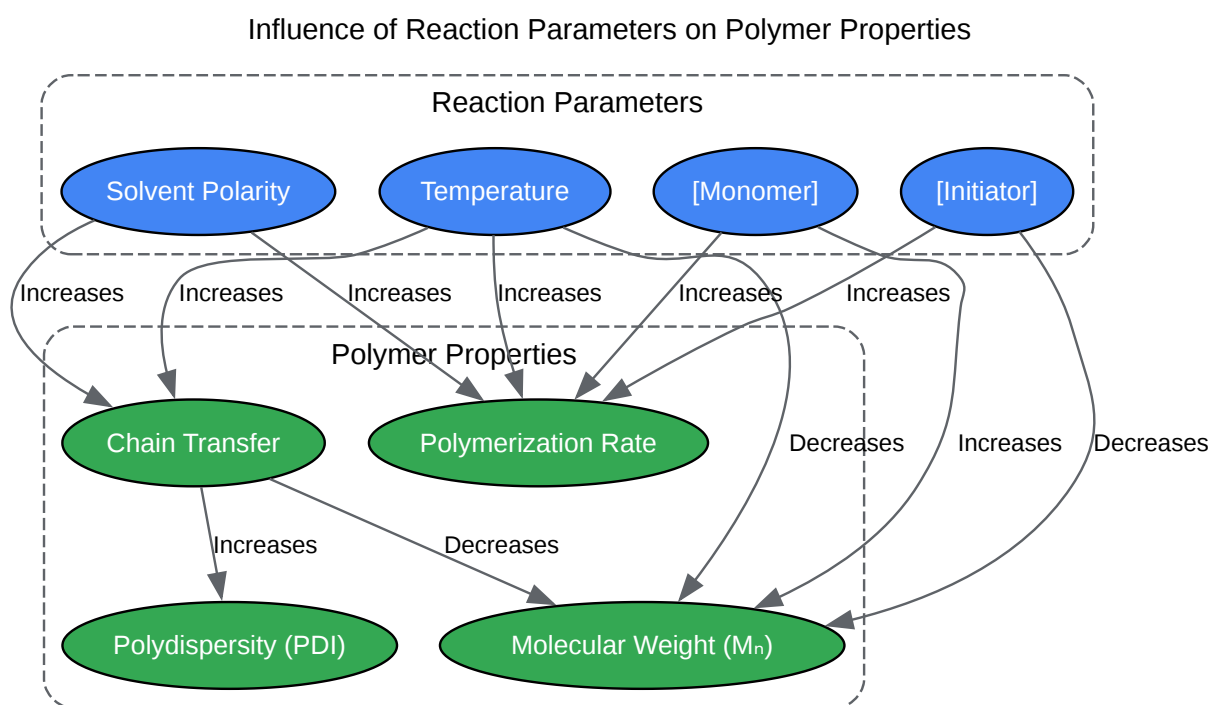 Influence of Reaction Parameters on Polymer Properties
Reaction Parameters
Solvent Polarity
Temperature
[Monomer]
[Initiator]
Increases
Increases
Increases
Increases
Increases
Increases
Polymer Properties
Chain Transfer
Polymerization Rate
Decreases
Increases
Decreases
Increases
Decreases
Polydispersity (PDI)
Molecular Weight (Mₙ)